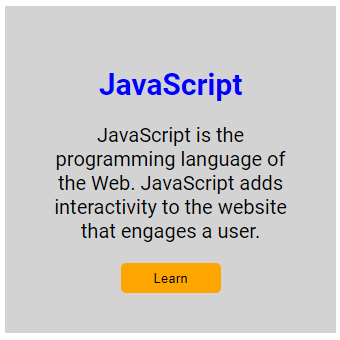 JavaScript
JavaScript is the
programming language of
the Web. JavaScript adds
interactivity to the website
that engages a user.
Learn